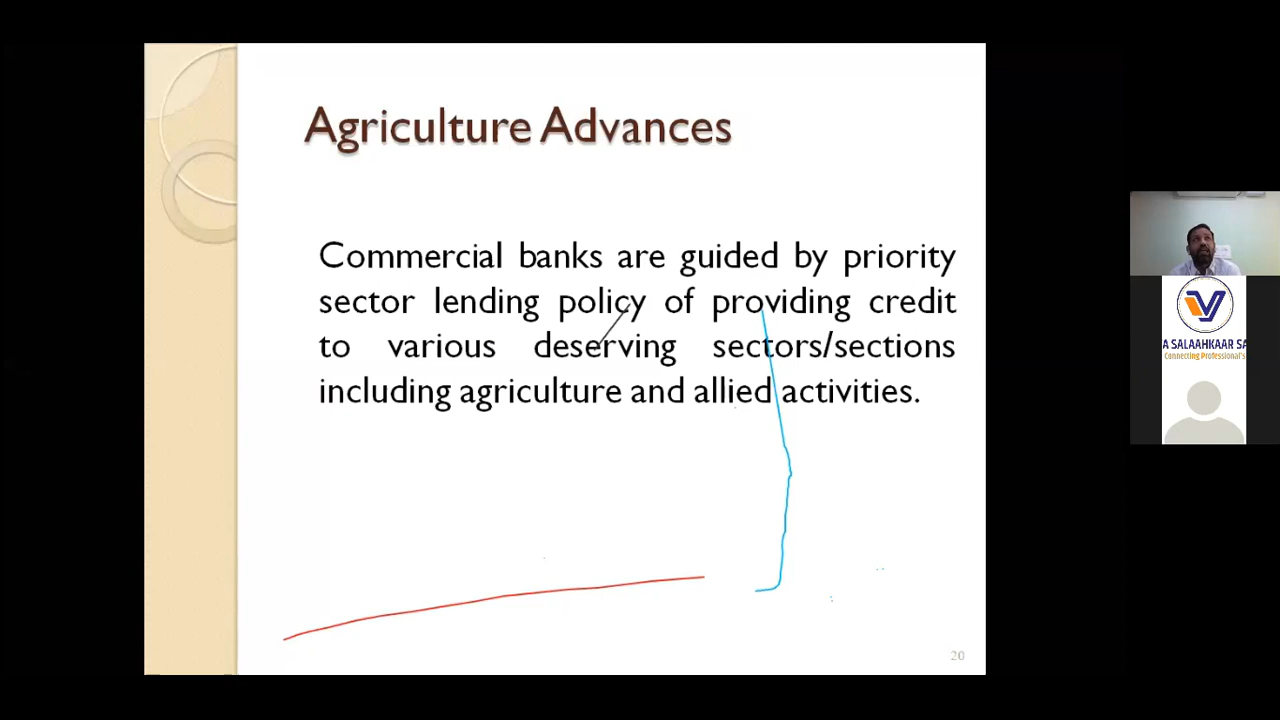 Agriculture Advances
Commercial banks are guided by priority
sector lending policy of providing credit
to various deserving sectors/sections
including agriculture and allied activities.
A SALAAHKAAR SA
Connecting Professional's
20